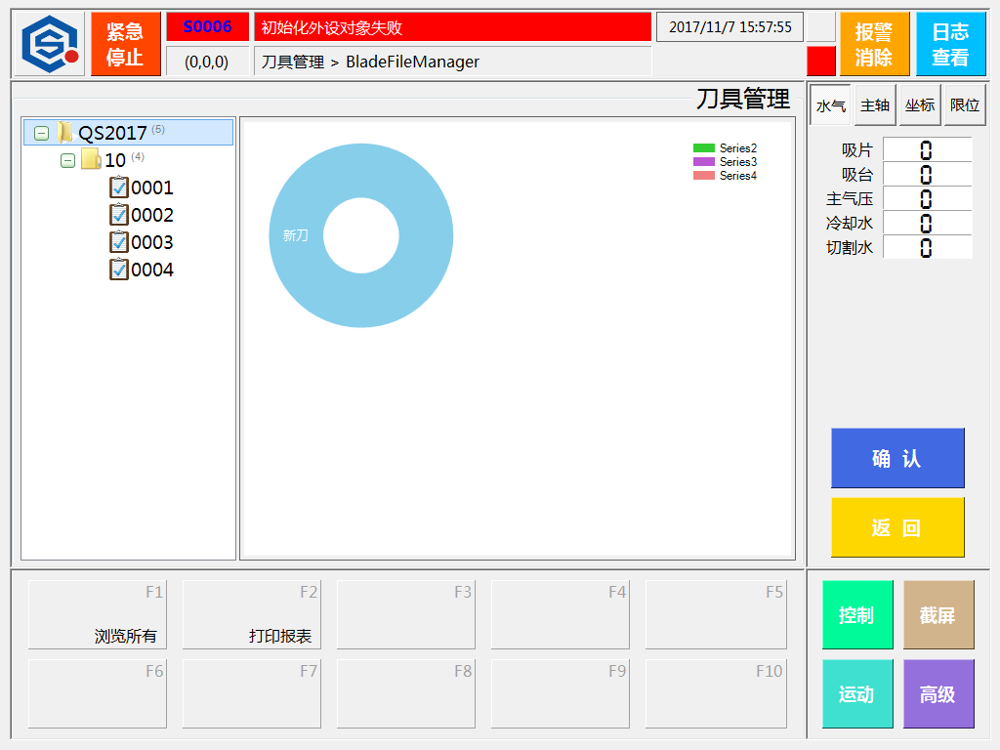 紧急
停止
S0006
初始化外设对象失败
2017/11/7 15:57:55
(0,0,0)
刀具管理 > BladeFileManager
报警
消除
日志
查看
刀具管理
水气
主轴
坐标
限位
QS2017 (5)
10 (4)
0001
0002
0003
0004
新刀
Series2
Series3
Series4
吸片 0
吸台 0
主气压 0
冷却水 0
切割水 0
确 认
返 回
F1
浏览所有
F2
打印报表
F3
F4
F5
F6
F7
F8
F9
F10
控制
截屏
运动
高级